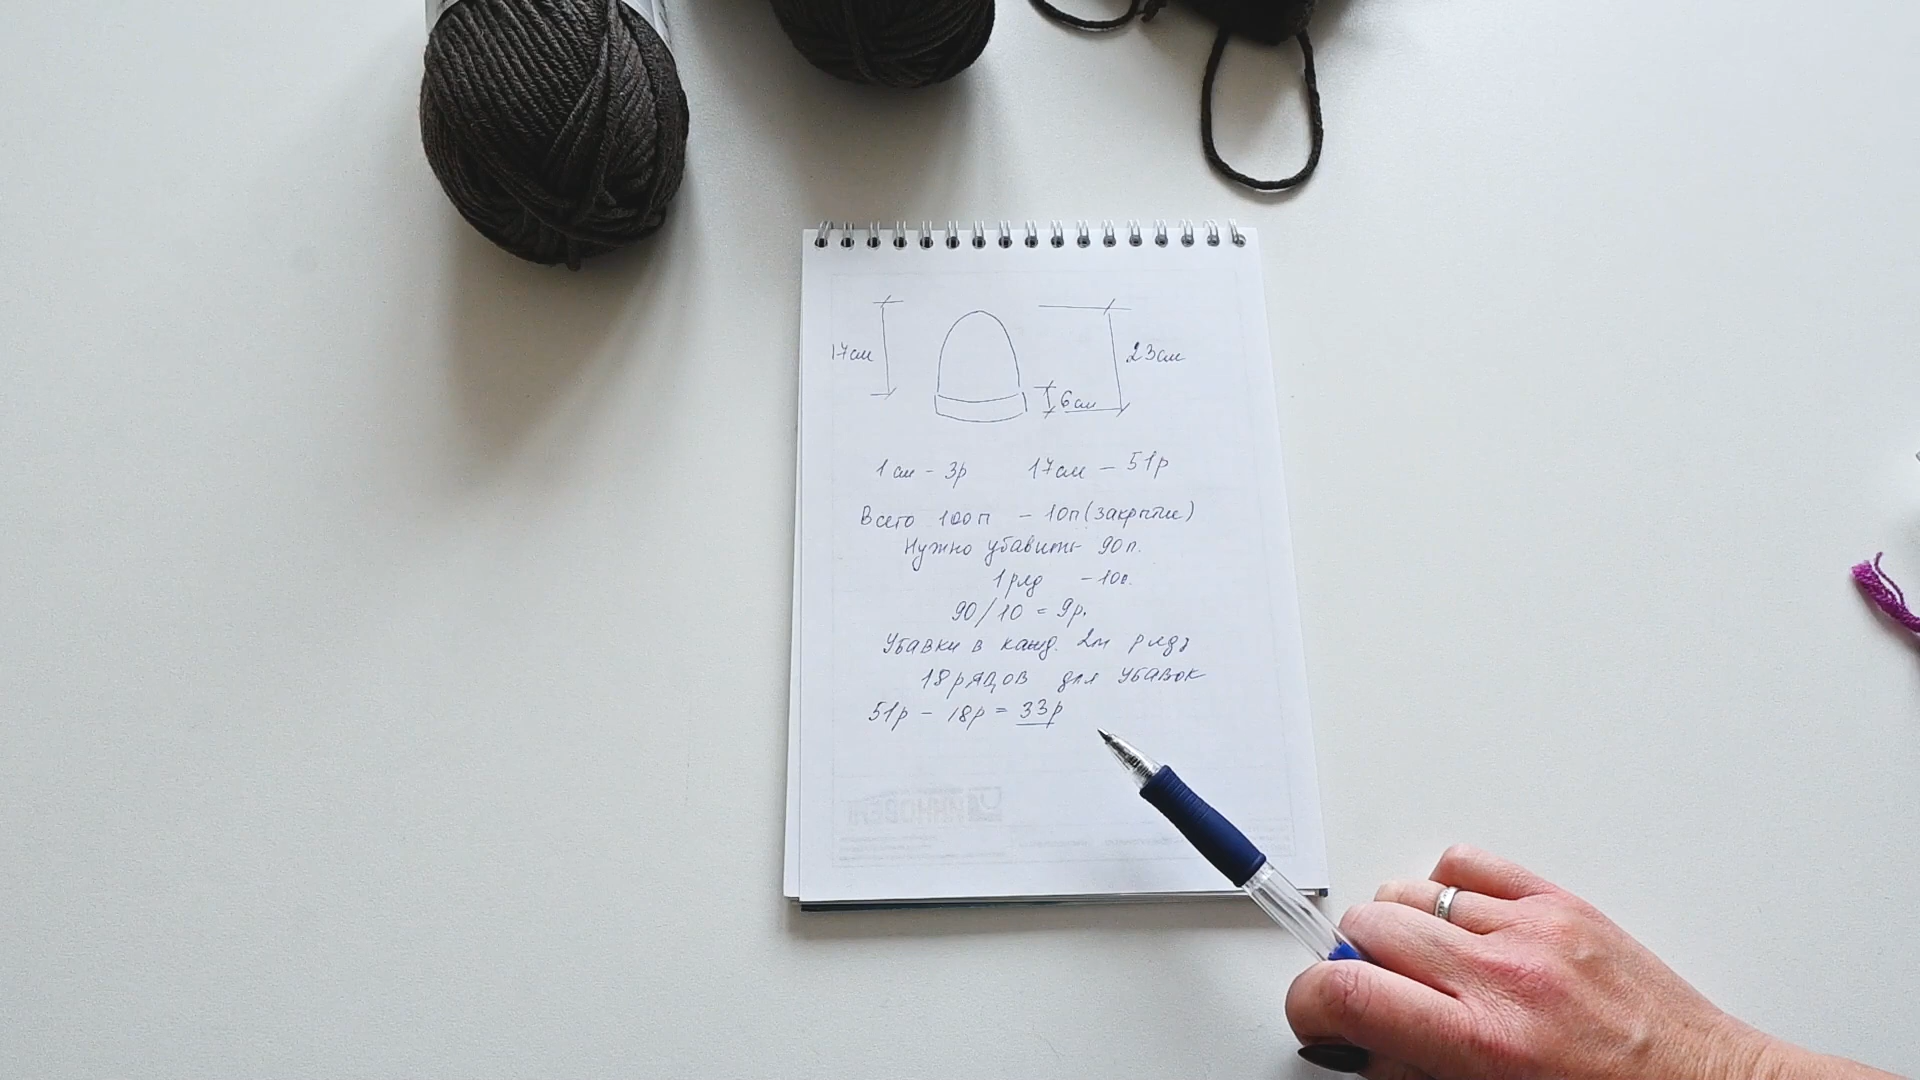 17см
23см
6см
1см - 3р 17см - 51р
Всего 100п - 10п (закрытие)
Нужно убавить 90п.
1 ряд - 10п.
90/10 = 9р.
Убавки в кажд. 2м ряду
18 рядов для убавок
51р - 18р = 33р